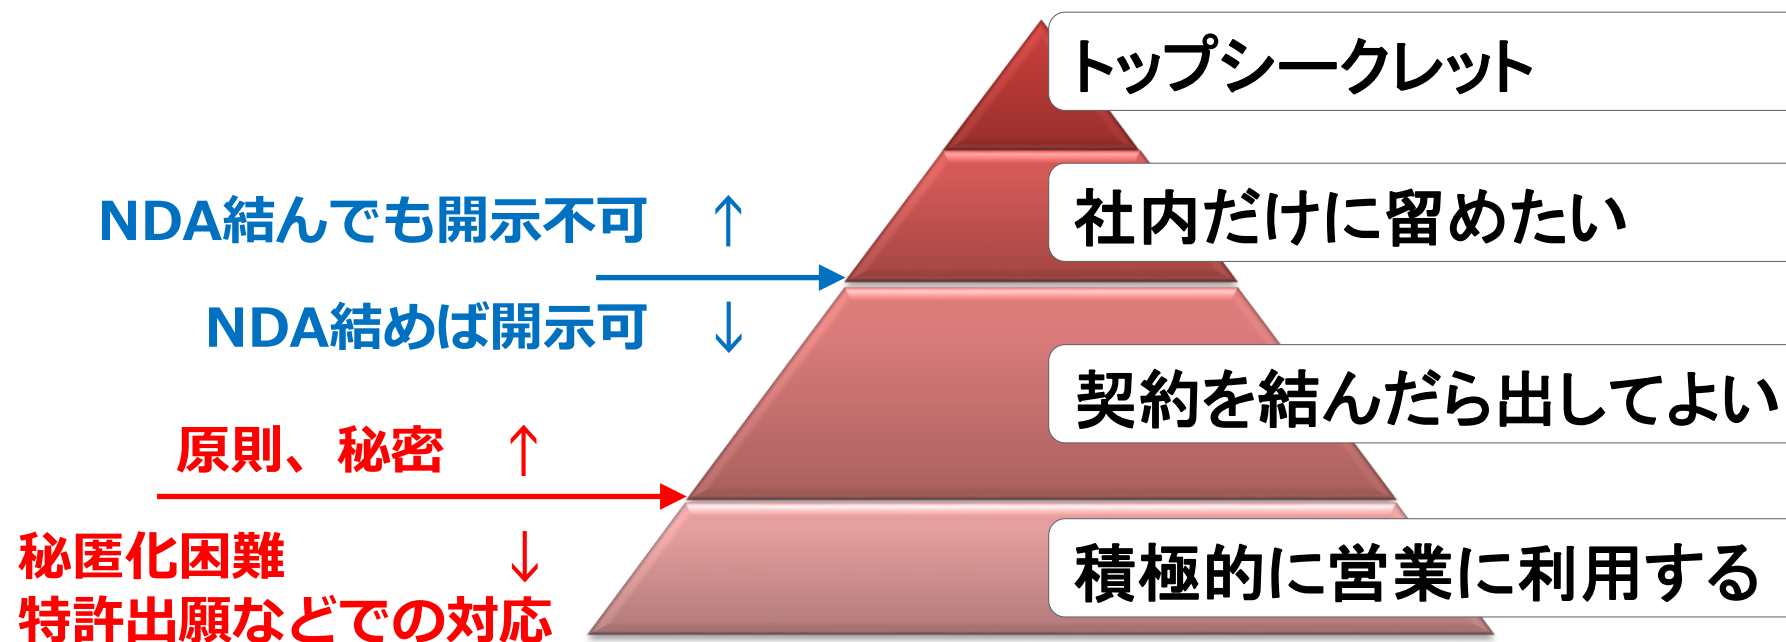 トップシークレット
社内だけに留めたい
NDA結んでも開示不可 ↑
NDA結めば開示可 ↓
契約を結んだら出してよい
原則、秘密 ↑
秘匿化困難 ↓
特許出願などでの対応
積極的に営業に利用する